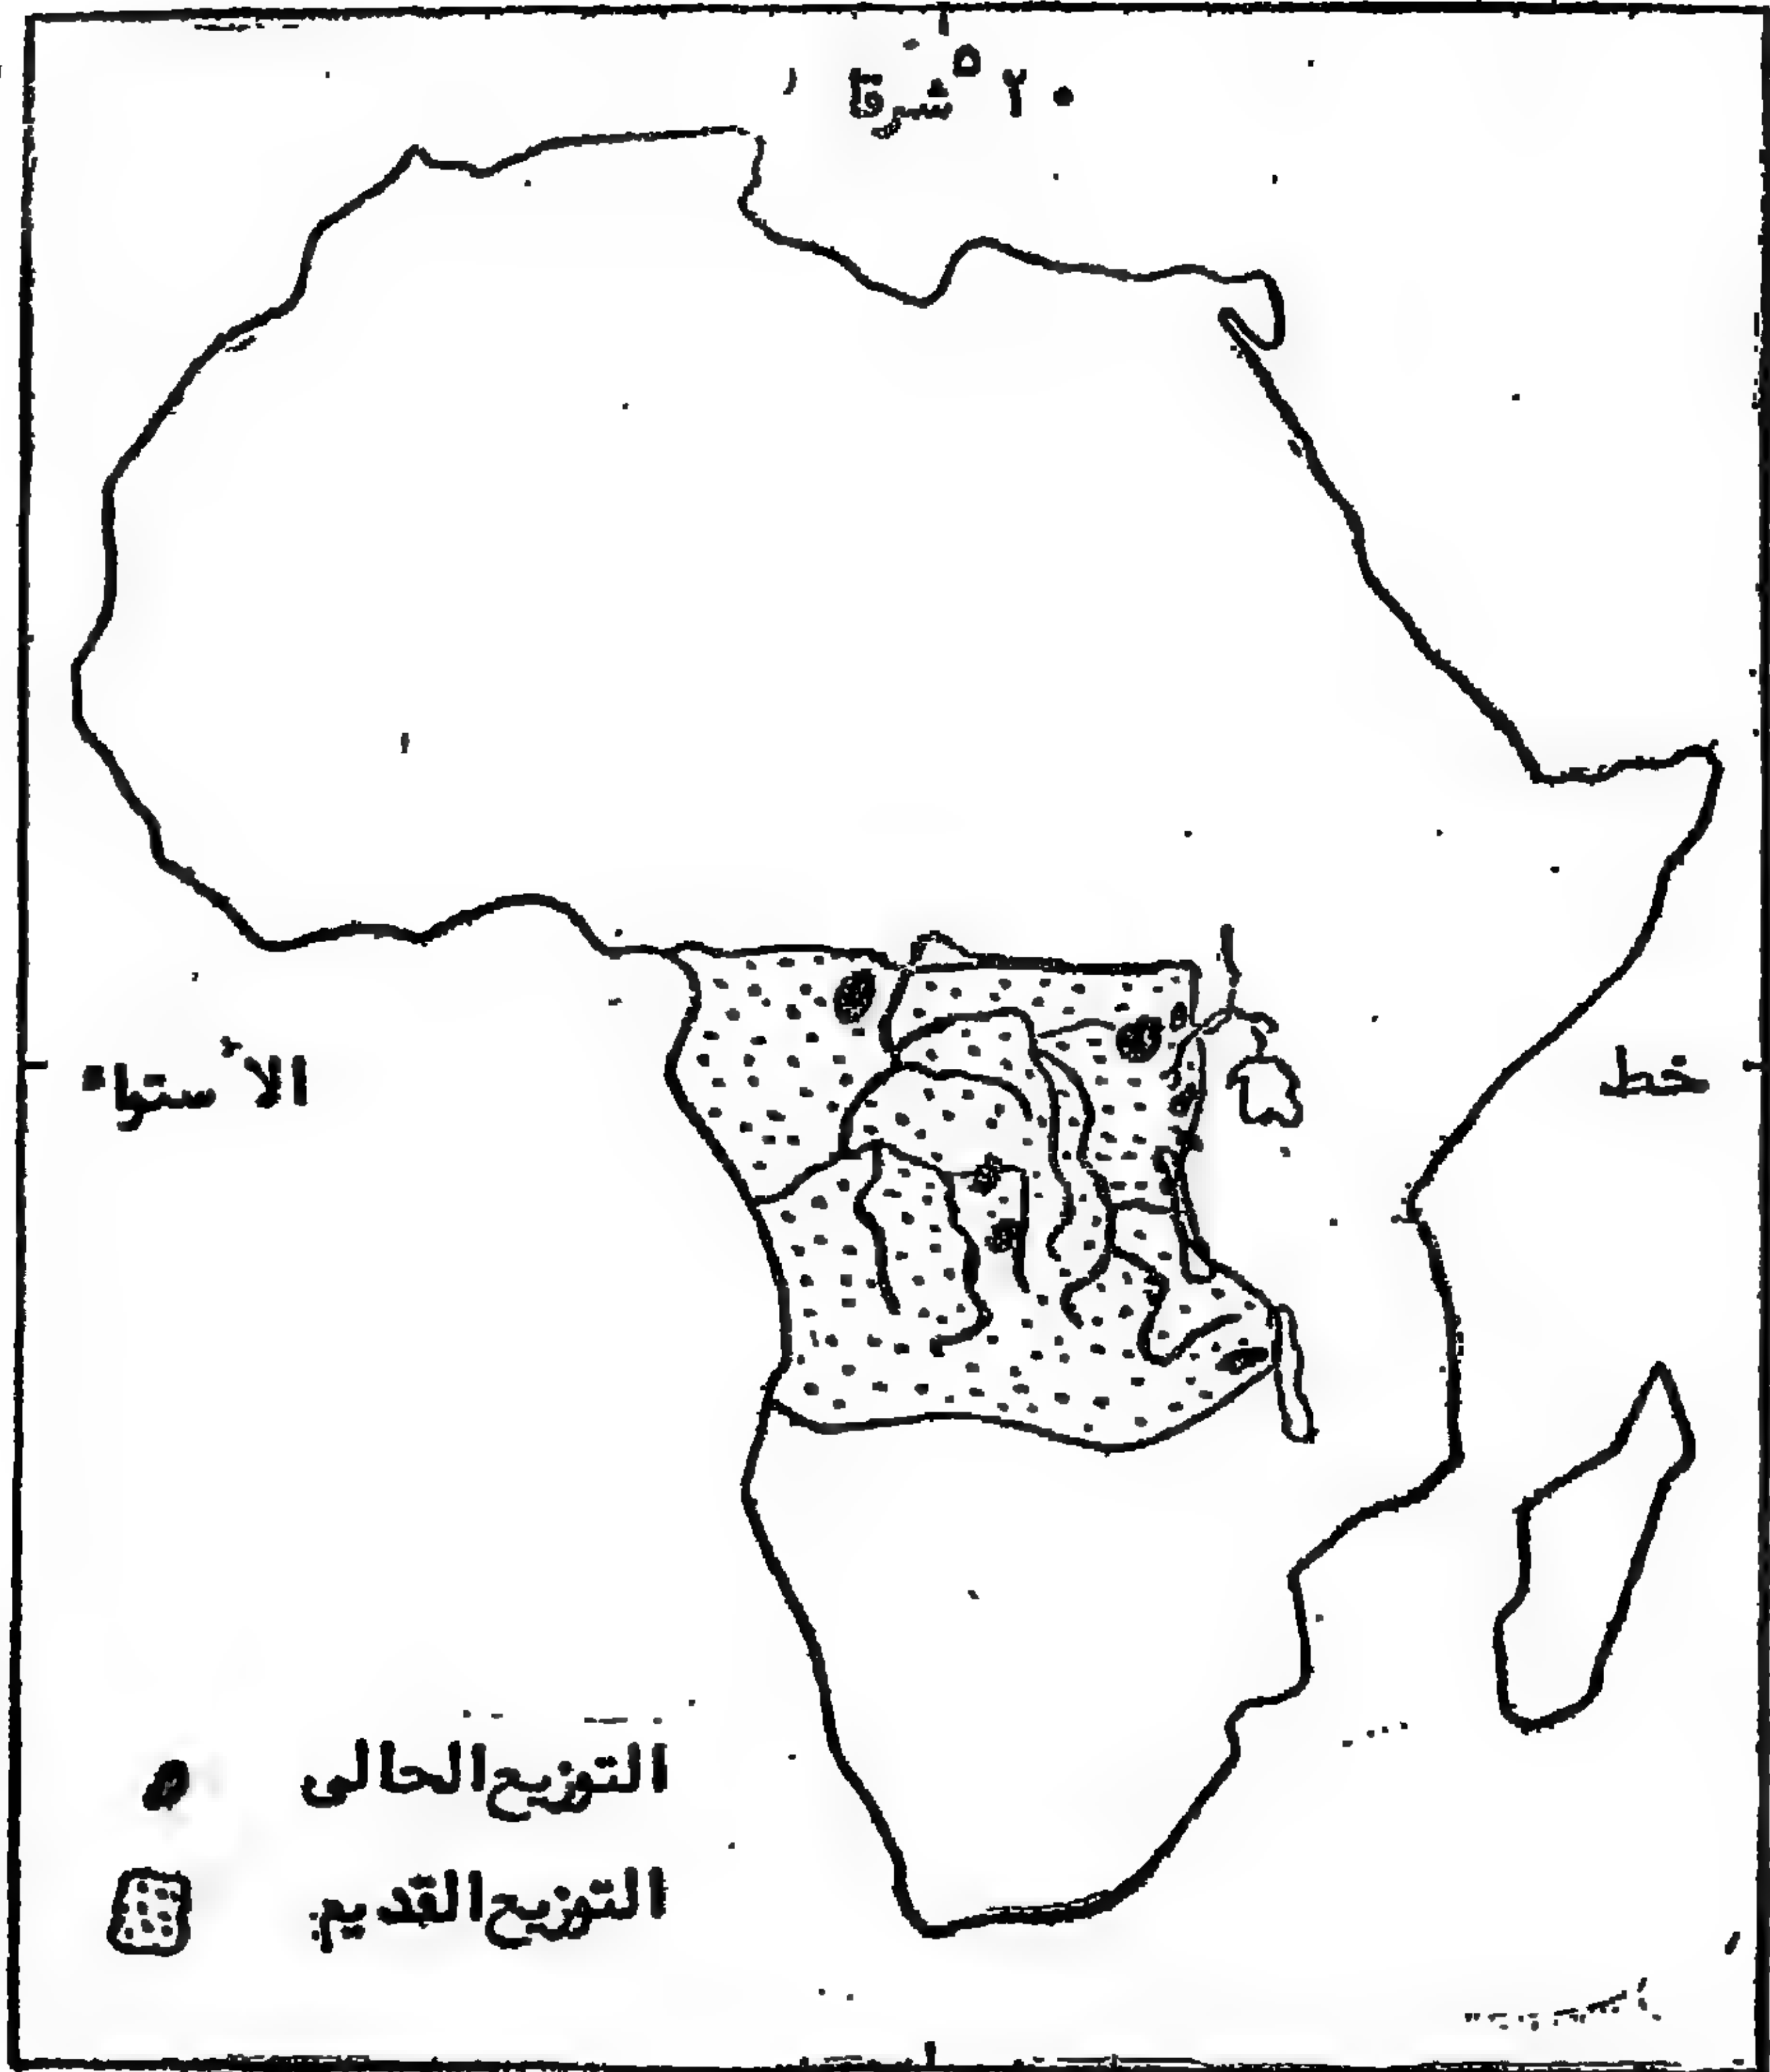 ٢٠° شرقا
خط الاستواء
التوزيع الحالى
التوزيع القديم